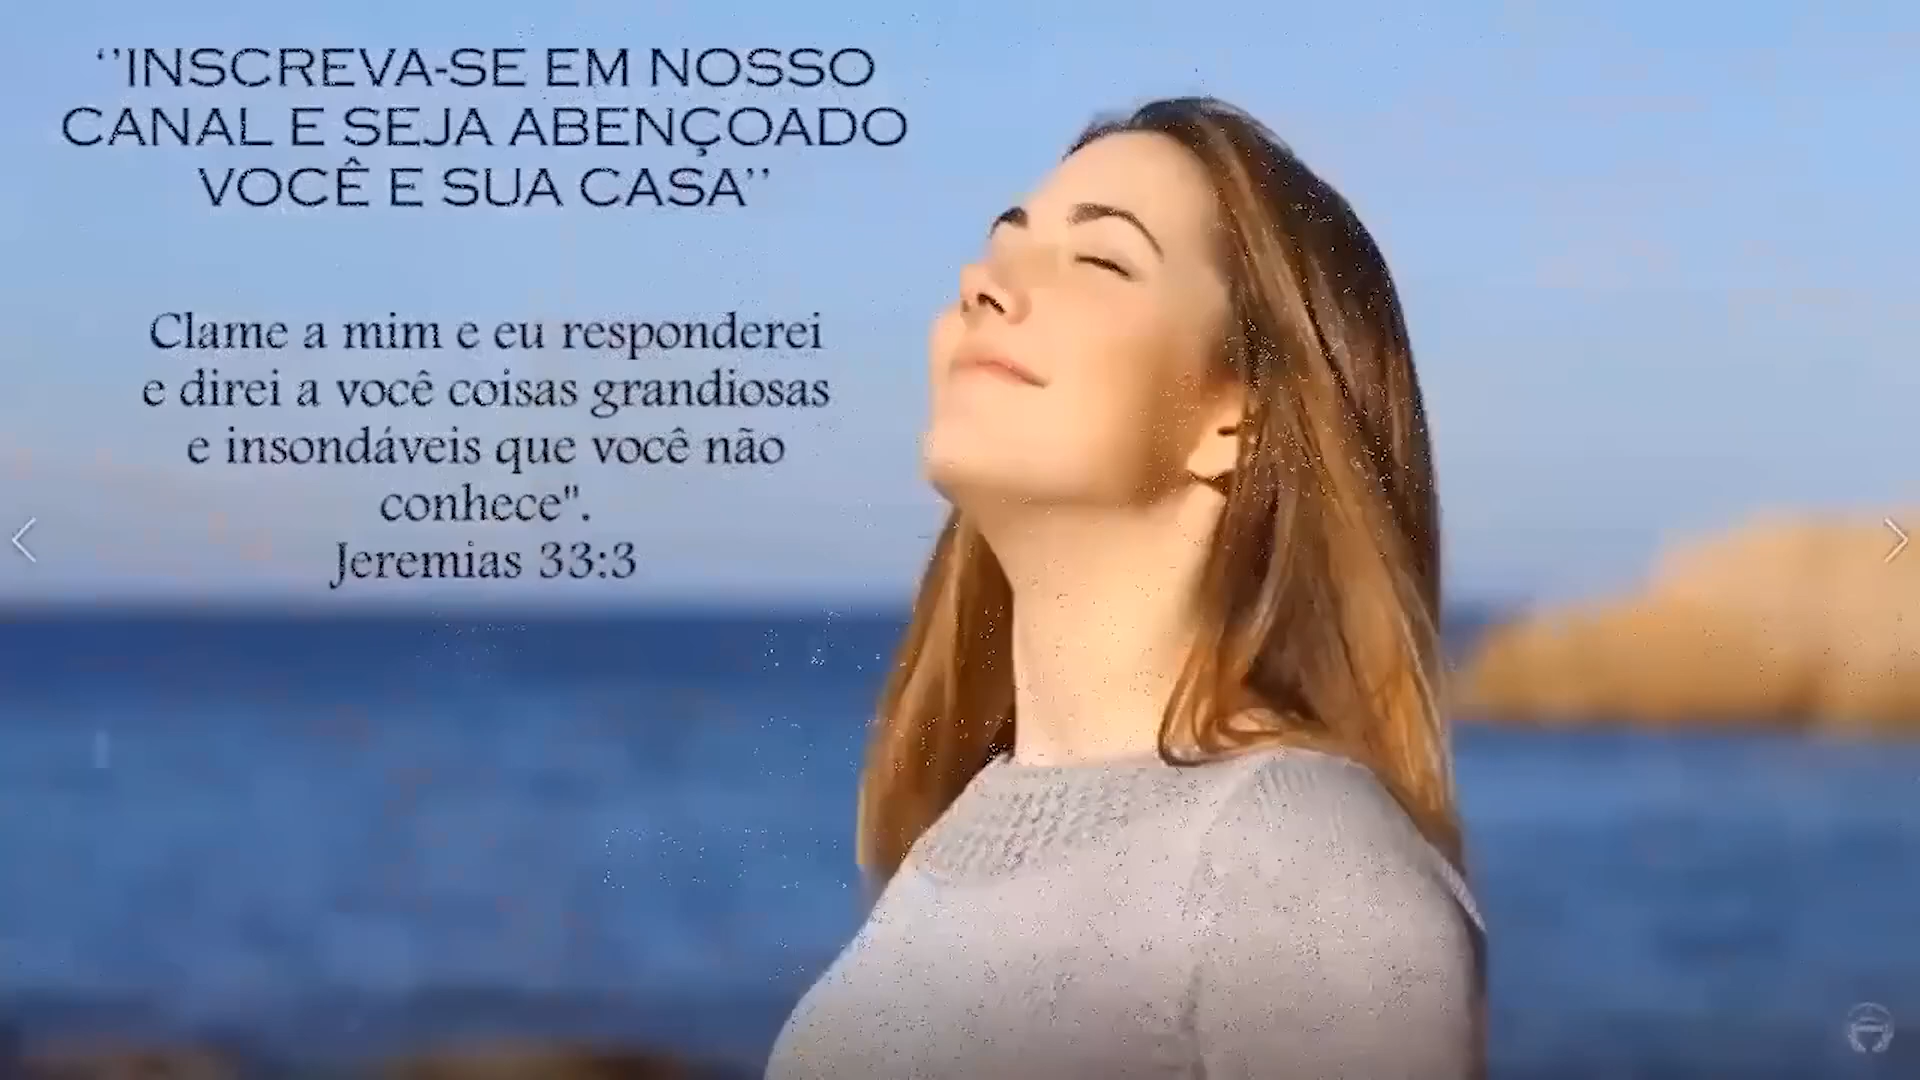 ‘’INSCREVA-SE EM NOSSO
CANAL E SEJA ABENÇOADO
VOCÊ E SUA CASA’’
Clame a mim e eu responderei
e direi a você coisas grandiosas
e insondáveis que você não
conhece".
Jeremias 33:3